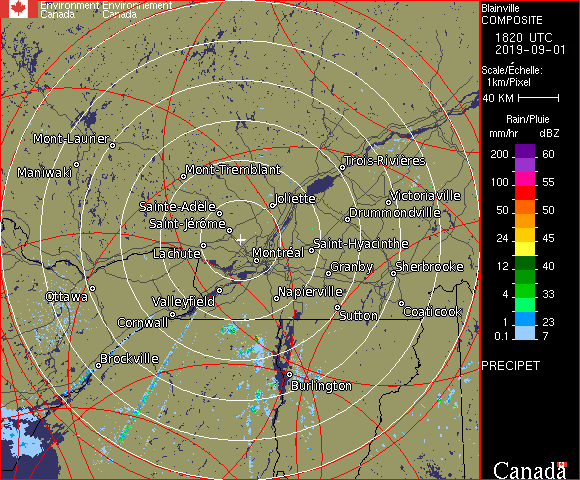 Environment Environnement
Canada Canada
Blainville
COMPOSITE
1820 UTC
2019-09-01
Scale/Échelle:
1km/Pixel
40 KM
Rain/Pluie
mm/hr dBZ
200 60
100 55
50 50
24 45
12 40
4 33
1 23
0.1 7
PRECIPET
Canada
Mont-Laurier
Maniwaki
Mont-Tremblant
Trois-Rivières
Joliette
Victoriaville
Sainte-Adèle
Drummondville
Saint-Jérôme
Saint-Hyacinthe
Lachute
Montréal
Granby
Sherbrooke
Ottawa
Valleyfield
Napierville
Cornwall
Sutton
Coaticook
Brockville
Burlington